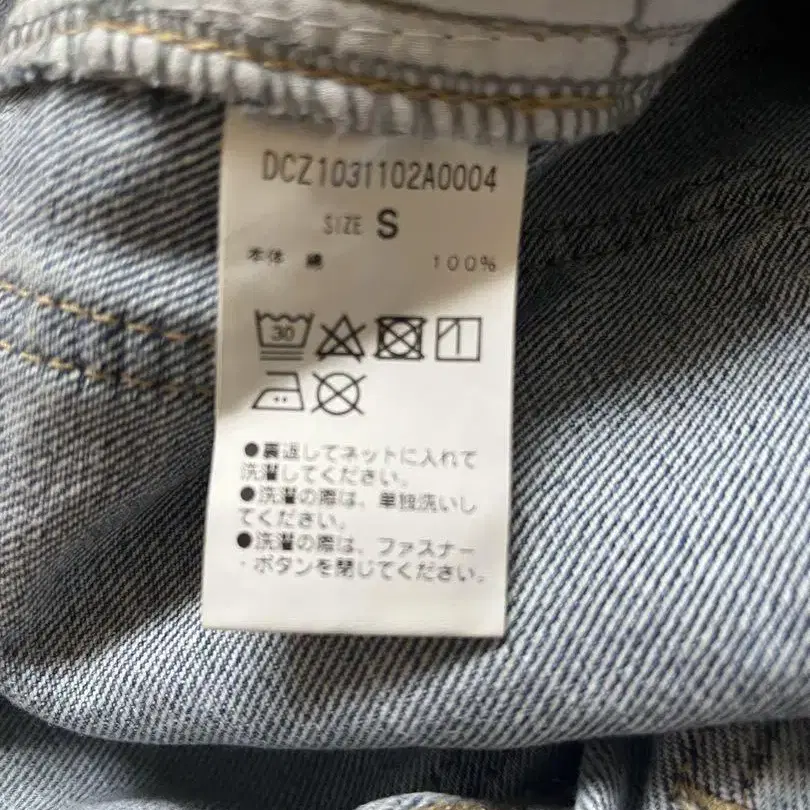 DCZ1031102A0004
SIZE S
本体 綿 100%
30
●裏返してネットに入れて
洗濯してください。
●洗濯の際は、単独洗いし
てください。
●洗濯の際は、ファスナー
・ボタンを閉じてください。